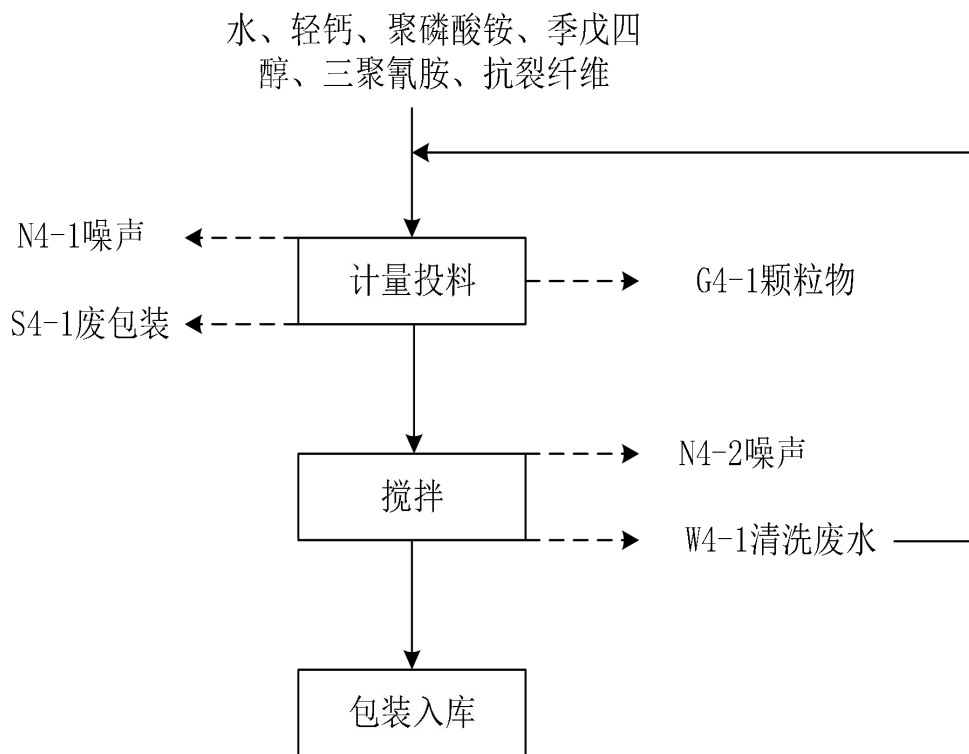 水、轻钙、聚磷酸铵、季戊四
醇、三聚氰胺、抗裂纤维
N4-1噪声
计量投料
G4-1颗粒物
S4-1废包装
N4-2噪声
搅拌
W4-1清洗废水
包装入库